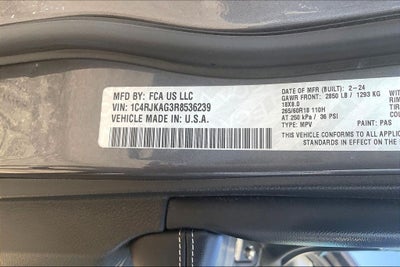 MFD BY: FCA US LLC
VIN: 1C4RJKAG3R8536239
VEHICLE MADE IN: U.S.A.
DATE OF MFR (BUILT): 2-24
GAWR FRONT: 2850 LB / 1293 KG
18X8.0
265/60R18 110H
AT 250 kPa / 36 PSI
TYPE: MPV
PAINT: PAS
THIS VEHICLE CONFORMS TO ALL
STANDARDS IN EFFECT ON THE